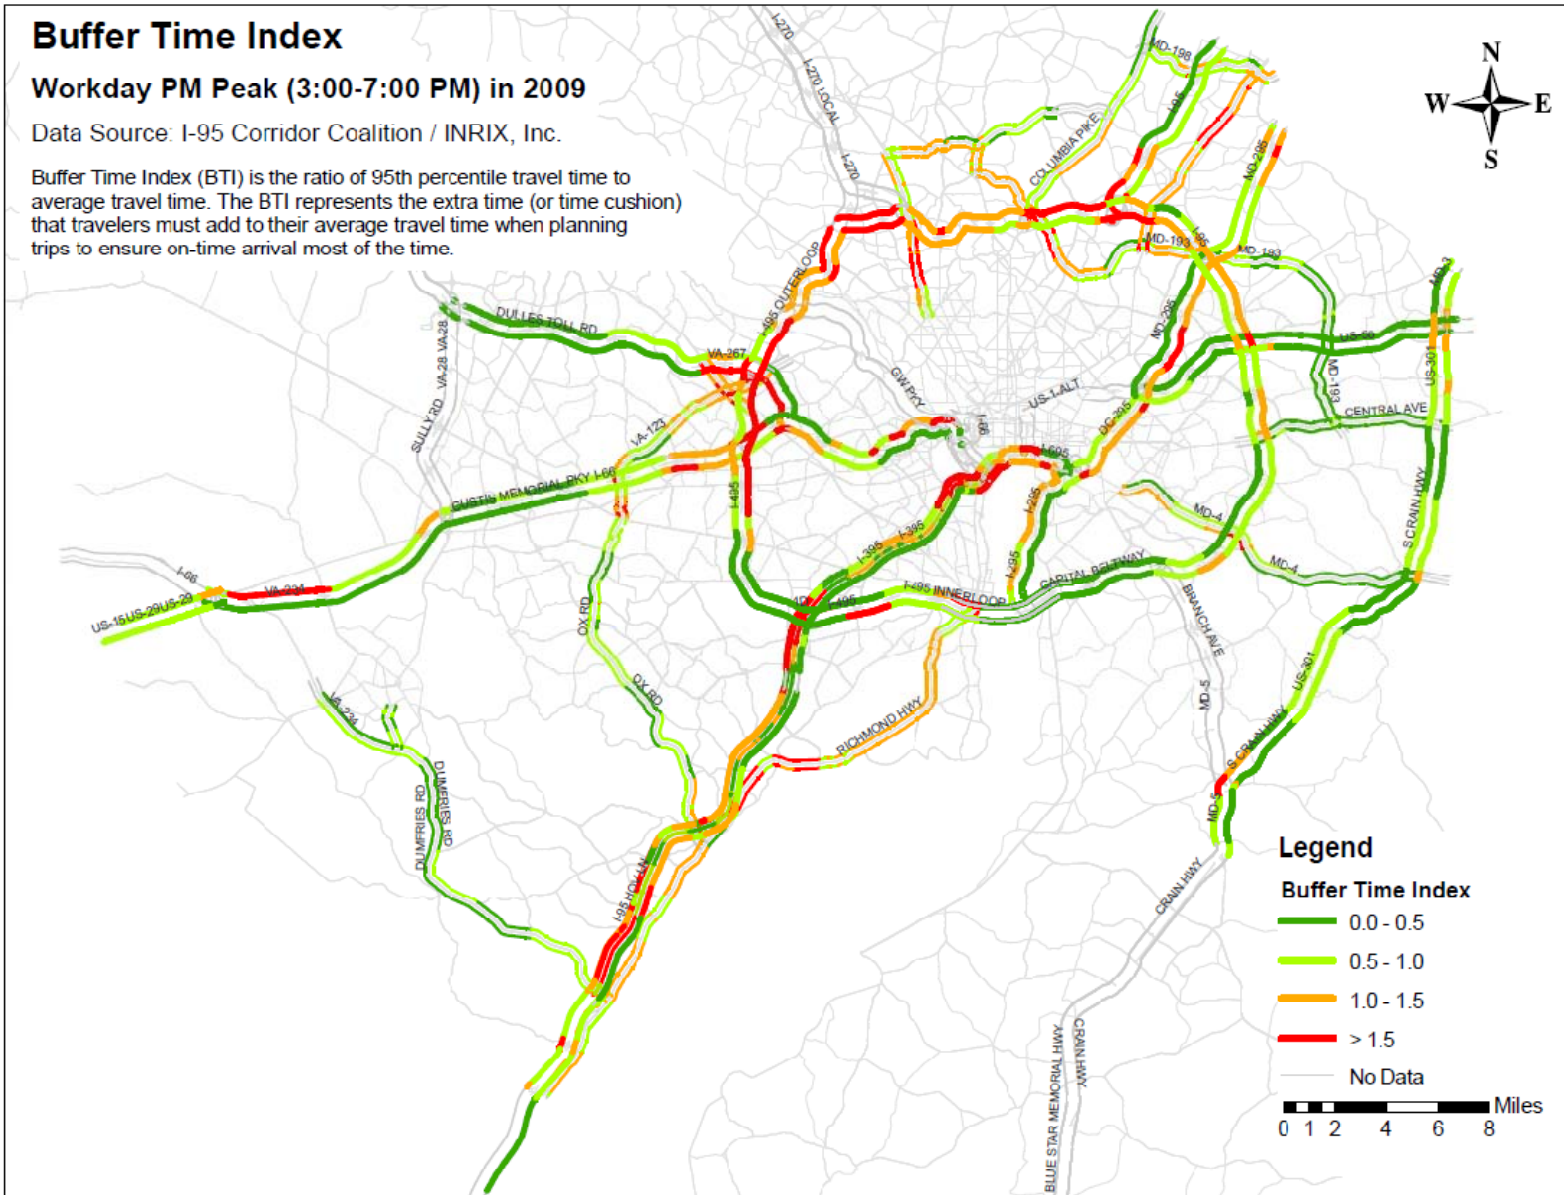 Buffer Time Index
Workday PM Peak (3:00-7:00 PM) in 2009
Data Source: I-95 Corridor Coalition / INRIX, Inc.
Buffer Time Index (BTI) is the ratio of 95th percentile travel time to
average travel time. The BTI represents the extra time (or time cushion)
that travelers must add to their average travel time when planning
trips to ensure on-time arrival most of the time.
N
W E
S
I-270
I-270 LOCAL
I-270
MD-198
I-95
COLUMBIA PIKE
MD-295
I-495 OUTERLOOP
MD-193
I-95
MD-193
MD-3
DULLES TOLL RD
VA-267
MD-295
US-50
US-301
VA-28 VA-28
SULLY RD
GW PKY
US-1-ALT
MD-193
CENTRAL AVE
VA-123
I-66
DC-295
I-695
CUSTIS MEMORIAL PKY I-66
I-495
I-295
I-395
I-395
MD-4
S CRAIN HWY
I-66
VA-234
US-15US-29US-29
I-295
CAPITAL BELTWAY
MD-4
I-495
I-295 INNERLOOP
OX RD
BRANCH AVE
OX RD
US-301
MD-5
VA-234
RICHMOND HWY
S CRAIN HWY
DUMFRIES RD
DUMFRIES RD
MD-5
I-95 HOV LN
CRAIN HWY
CRAIN HWY
BLUE STAR MEMORIAL HWY
Legend
Buffer Time Index
0.0 - 0.5
0.5 - 1.0
1.0 - 1.5
> 1.5
No Data
Miles
0 1 2 4 6 8